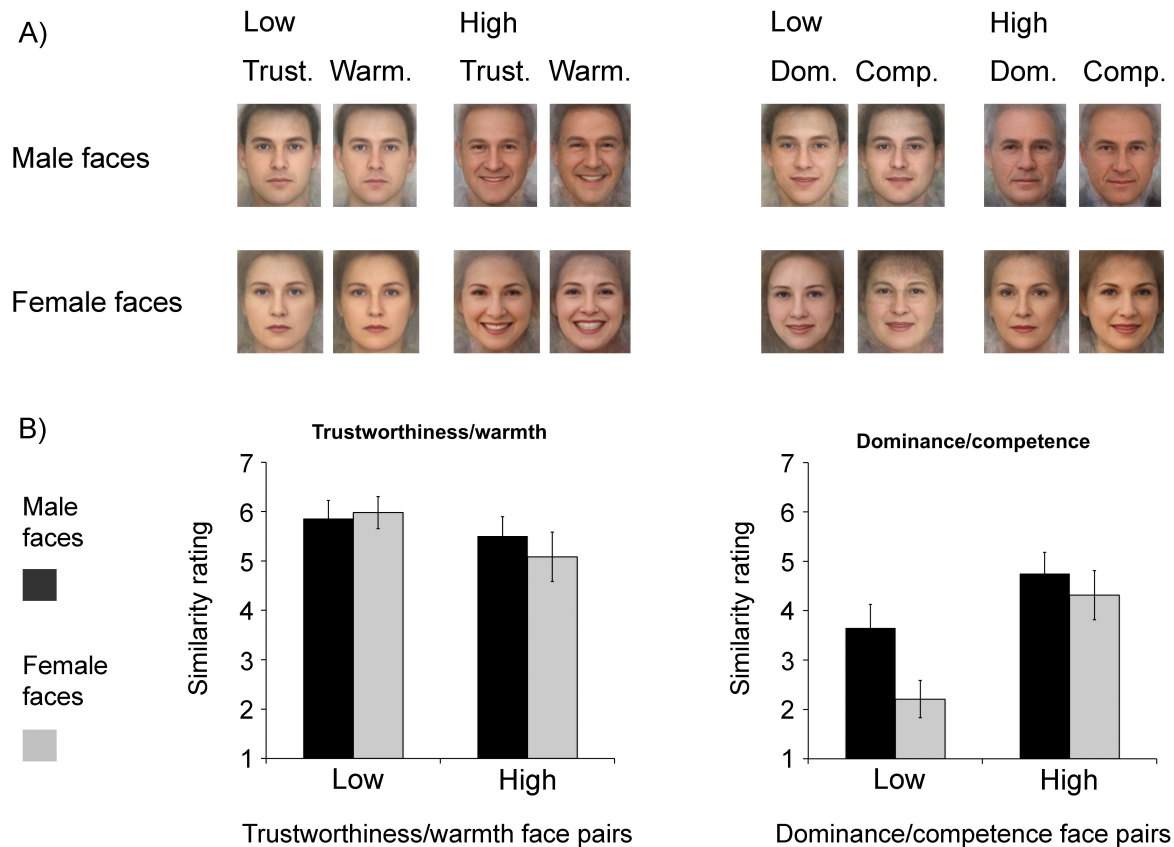 A)
Low
High
Low
High
Trust. Warm.
Trust. Warm.
Dom. Comp.
Dom. Comp.
Male faces
Female faces
B)
Male
faces
Female
faces
Trustworthiness/warmth
Similarity rating
7
6
5
4
3
2
1
Low
High
Trustworthiness/warmth face pairs
Dominance/competence
Similarity rating
7
6
5
4
3
2
1
Low
High
Dominance/competence face pairs